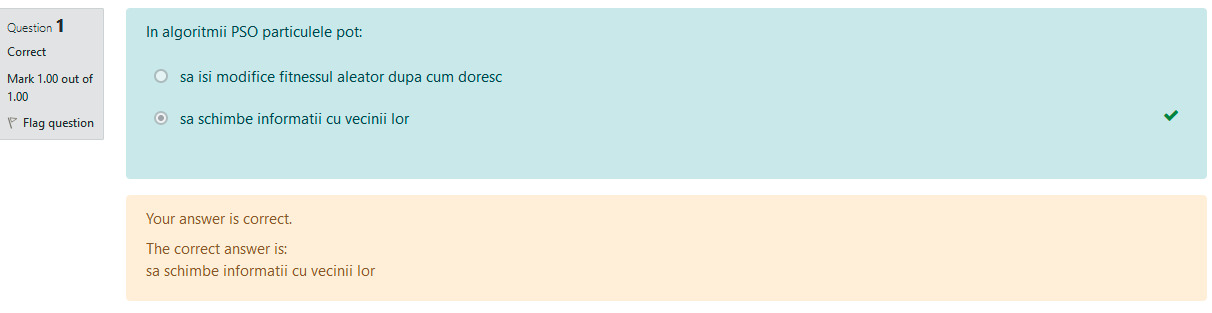 Question 1
Correct
Mark 1.00 out of
1.00
Flag question
In algoritmii PSO particulele pot:
sa isi modifice fitnessul aleator dupa cum doresc
sa schimbe informatii cu vecinii lor
Your answer is correct.
The correct answer is:
sa schimbe informatii cu vecinii lor